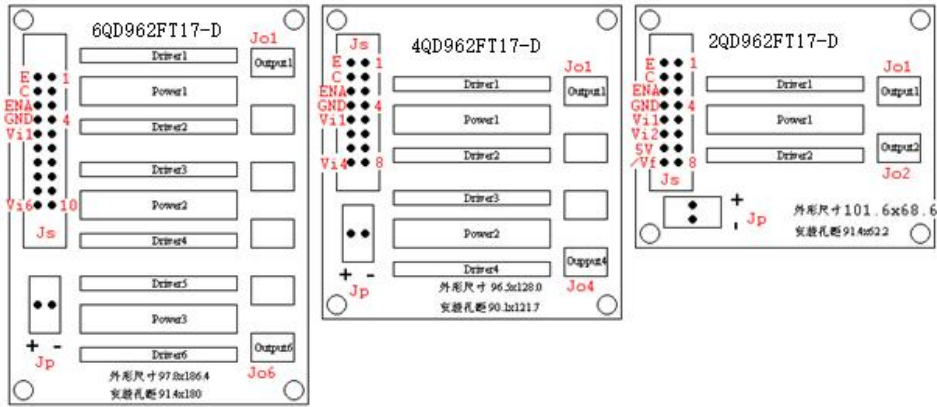 6QD962FT17-D
Jo1
Driver1
Output1
E
1
C
Power1
ENA
GND
4
Driver2
Vi1
Driver3
Vi6
10
Power2
Js
Driver4
Driver5
Power3
+ -
Jp
Driver6
Output6
Jo6
外形尺寸97.8x186.4
安装孔距91.4x180
Js
4QD962FT17-D
E
1
Jo1
C
Driver1
Output1
ENA
GND
4
Power1
Vi1
Driver2
Vi4
8
Driver3
Power2
+ -
Jp
Driver4
Oupput4
Jo4
外形尺寸 96.5x128.0
安装孔距90.1x121.7
2QD962FT17-D
E
1
Jo1
C
Driver1
Output1
ENA
GND
4
Power1
Vi1
Vi2
5V
Driver2
Output2
/Vf
8
Js
Jo2
+
-
Jp
外形尺寸101.6x68.6
安装孔距91.4x62.2